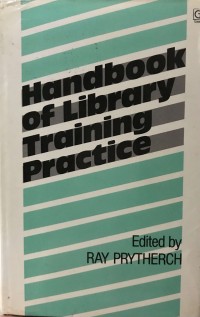 Handbook
of Library
Training
Practice
Edited by
RAY PRYTHERCH